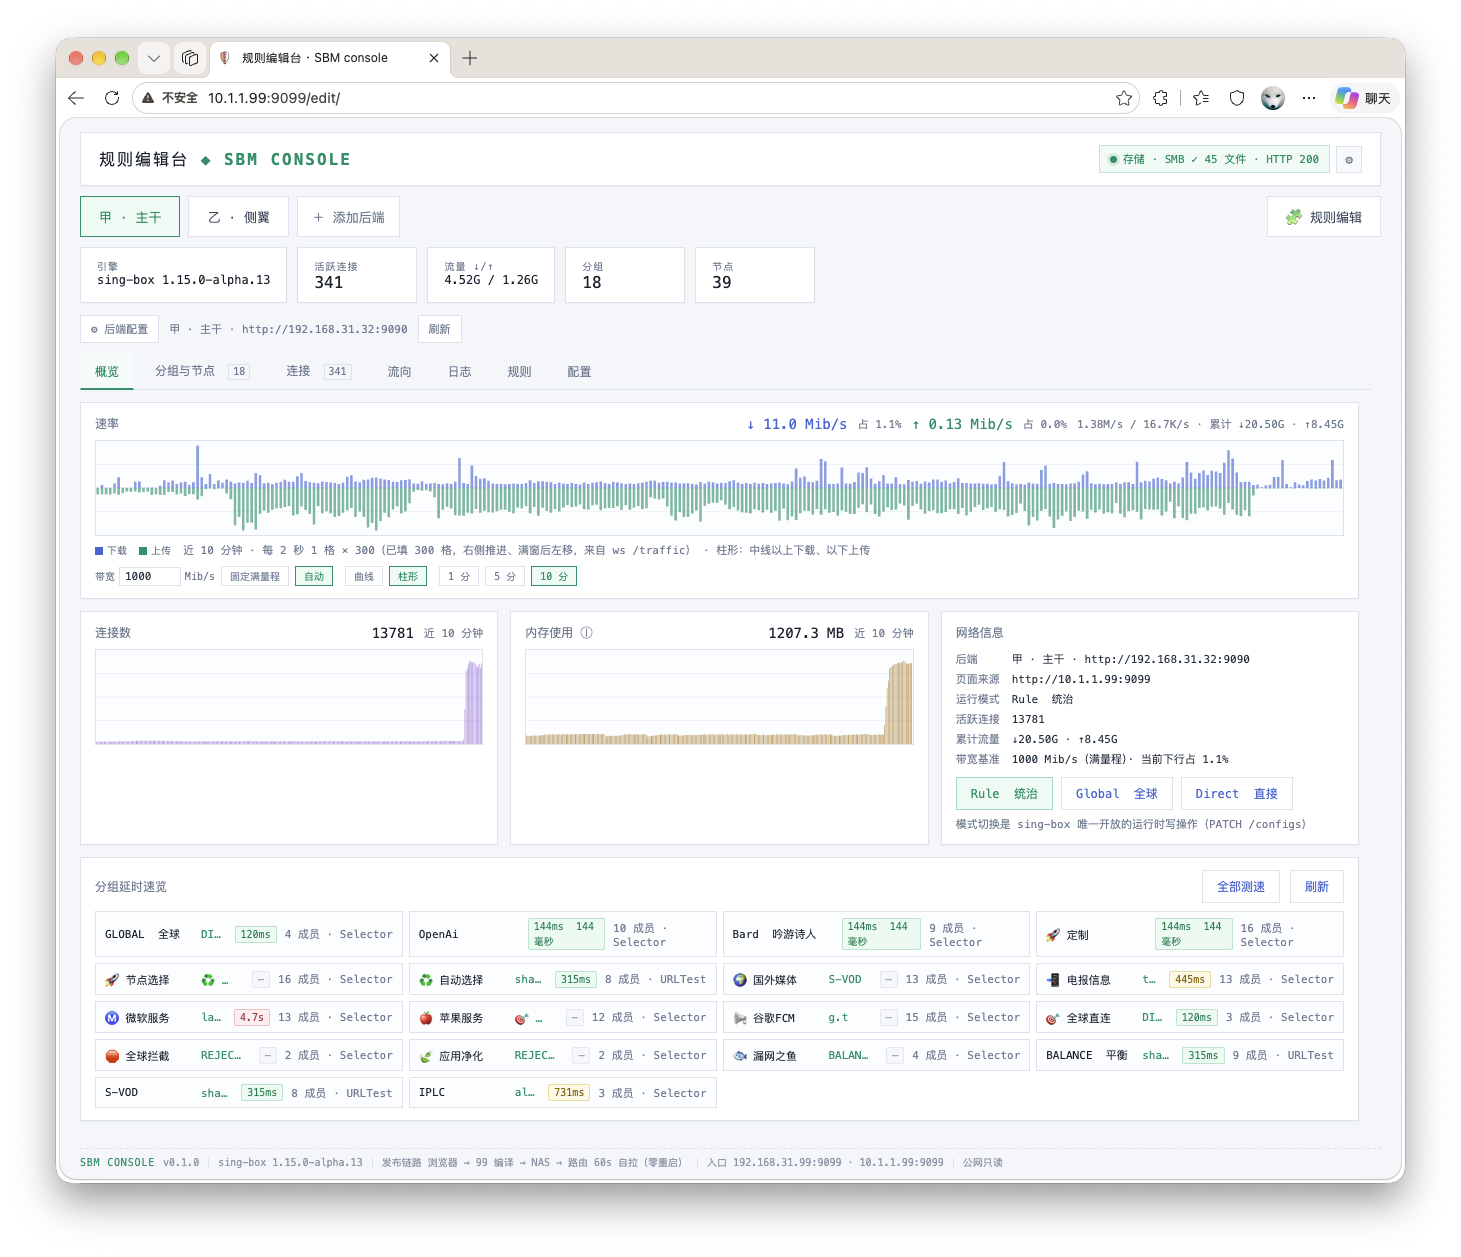 规则编辑台 · SBM console
不安全 10.1.1.99:9099/edit/
聊天
规则编辑台 ◆ SBM CONSOLE
存储 · SMB ✓ 45 文件 · HTTP 200
甲 · 主干
乙 · 侧翼
+ 添加后端
规则编辑
引擎
sing-box 1.15.0-alpha.13
活跃连接
341
流量 ↓/↑
4.52G / 1.26G
分组
18
节点
39
后端配置
甲 · 主干 · http://192.168.31.32:9090
刷新
概览
分组与节点 18
连接 341
流向
日志
规则
配置
速率
↓ 11.0 Mib/s 占 1.1% ↑ 0.13 Mib/s 占 0.0% 1.38M/s / 16.7K/s · 累计 ↓20.50G · ↑8.45G
下载 上传 近 10 分钟 · 每 2 秒 1 格 × 300 (已填 300 格, 右侧推进、满窗后左移, 来自 ws /traffic) · 柱形: 中线以上下载、以下上传
带宽 1000 Mib/s 固定满量程 自动 曲线 柱形 1 分 5 分 10 分
连接数
13781 近 10 分钟
内存使用 ⓘ
1207.3 MB 近 10 分钟
网络信息
后端 甲 · 主干 · http://192.168.31.32:9090
页面来源 http://10.1.1.99:9099
运行模式 Rule 统治
活跃连接 13781
累计流量 ↓20.50G · ↑8.45G
带宽基准 1000 Mib/s (满量程)· 当前下行占 1.1%
Rule 统治
Global 全球
Direct 直接
模式切换是 sing-box 唯一开放的运行时写操作 (PATCH /configs)
分组延时速览
全部测速
刷新
GLOBAL 全球 DI… 120ms 4 成员 · Selector
OpenAi 144ms 144 毫秒 10 成员 · Selector
Bard 吟游诗人 144ms 144 毫秒 9 成员 · Selector
🚀 定制 144ms 144 毫秒 16 成员 · Selector
🚀 节点选择 ♻️ … — 16 成员 · Selector
♻️ 自动选择 sha… 315ms 8 成员 · URLTest
🌍 国外媒体 S-VOD — 13 成员 · Selector
📲 电报信息 t… 445ms 13 成员 · Selector
Ⓜ️ 微软服务 la… 4.7s 13 成员 · Selector
🍎 苹果服务 🎯 … — 12 成员 · Selector
📢 谷歌FCM g.t — 15 成员 · Selector
🎯 全球直连 DI… 120ms 3 成员 · Selector
🛑 全球拦截 REJEC… — 2 成员 · Selector
🍃 应用净化 REJEC… — 2 成员 · Selector
🐟 漏网之鱼 BALAN… — 4 成员 · Selector
BALANCE 平衡 sha… 315ms 9 成员 · URLTest
S-VOD sha… 315ms 8 成员 · URLTest
IPLC al… 731ms 3 成员 · Selector
SBM CONSOLE v0.1.0 | sing-box 1.15.0-alpha.13 | 发布链路 浏览器 → 99 编译 → NAS → 路由 60s 自拉 (零重启) | 入口 192.168.31.99:9099 · 10.1.1.99:9099 | 公网只读